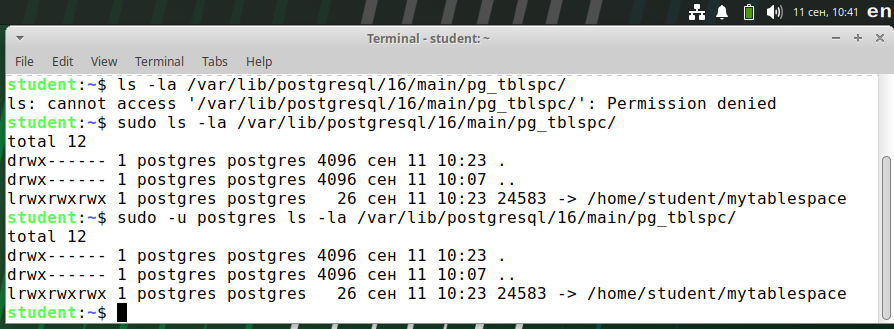 11 сен, 10:41 en
Terminal - student: ~
File Edit View Terminal Tabs Help
student:~$ ls -la /var/lib/postgresql/16/main/pg_tblspc/
ls: cannot access '/var/lib/postgresql/16/main/pg_tblspc/': Permission denied
student:~$ sudo ls -la /var/lib/postgresql/16/main/pg_tblspc/
total 12
drwx------ 1 postgres postgres 4096 сен 11 10:23 .
drwx------ 1 postgres postgres 4096 сен 11 10:07 ..
lrwxrwxrwx 1 postgres postgres   26 сен 11 10:23 24583 -> /home/student/mytablespace
student:~$ sudo -u postgres ls -la /var/lib/postgresql/16/main/pg_tblspc/
total 12
drwx------ 1 postgres postgres 4096 сен 11 10:23 .
drwx------ 1 postgres postgres 4096 сен 11 10:07 ..
lrwxrwxrwx 1 postgres postgres   26 сен 11 10:23 24583 -> /home/student/mytablespace
student:~$